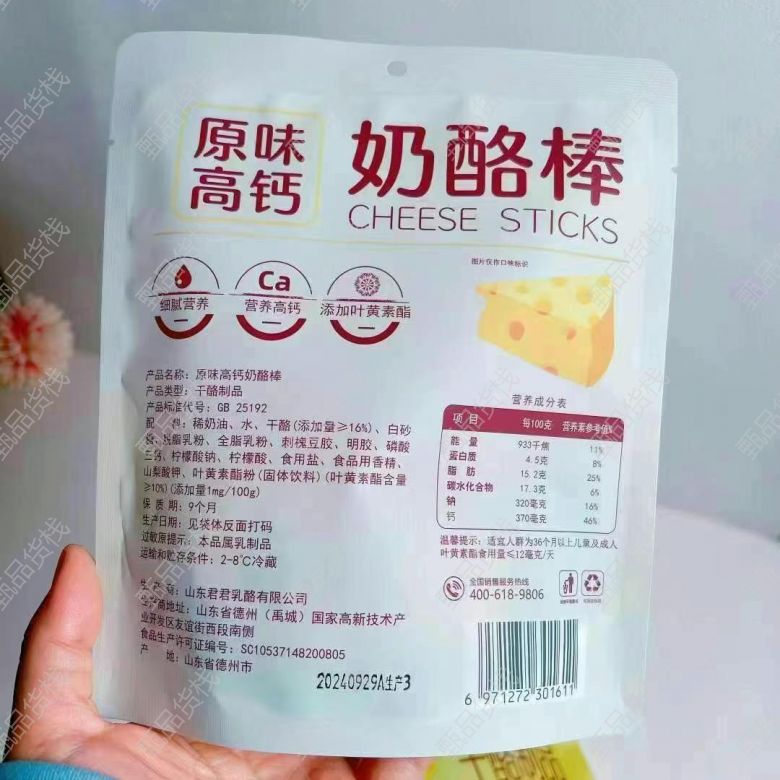 原味
高钙
奶酪棒
CHEESE STICKS
图片仅作口味标识
细腻营养
Ca
营养高钙
添加叶黄素酯
产品名称：原味高钙奶酪棒
产品类型：干酪制品
产品标准代号：GB 25192
配 料：稀奶油、水、干酪(添加量≥16%)、白砂
糖、脱脂乳粉、全脂乳粉、刺槐豆胶、明胶、磷酸
三钙、柠檬酸钠、柠檬酸、食用盐、食品用香精、
山梨酸钾、叶黄素酯粉(固体饮料)(叶黄素酯含量
≥10%)(添加量1mg/100g)
保 质 期：9个月
生产日期：见袋体反面打码
过敏原提示：本品属乳制品
运输和贮存条件：2-8℃冷藏
生 产 商：山东君君乳酪有限公司
生产商地址：山东省德州（禹城）国家高新技术产
业开发区友谊街西段南侧
食品生产许可证编号：SC10537148200805
产 地：山东省德州市
20240929A生产3
营养成分表
项 目 每100克 营养素参考值%
能 量 933千焦 11%
蛋白质 4.5克 8%
脂 肪 15.2克 25%
碳水化合物 17.3克 6%
钠 320毫克 16%
钙 370毫克 46%
温馨提示：适宜人群为36个月以上儿童及成人
叶黄素酯食用量≤12毫克/天
全国销售服务热线
400-618-9806
6 971272 301611
甄品货栈